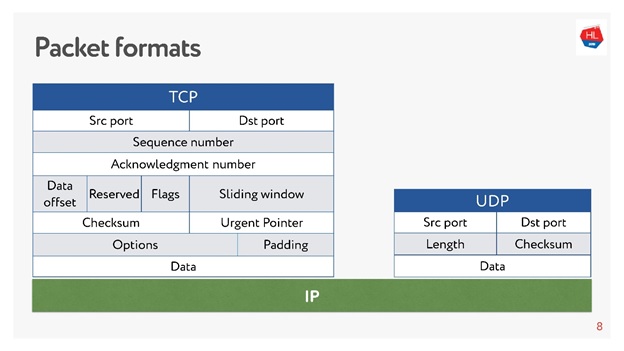 HL
Packet formats
TCP
Src port Dst port
Sequence number
Acknowledgment number
Data offset Reserved Flags Sliding window
Checksum Urgent Pointer
Options Padding
Data
UDP
Src port Dst port
Length Checksum
Data
IP
8